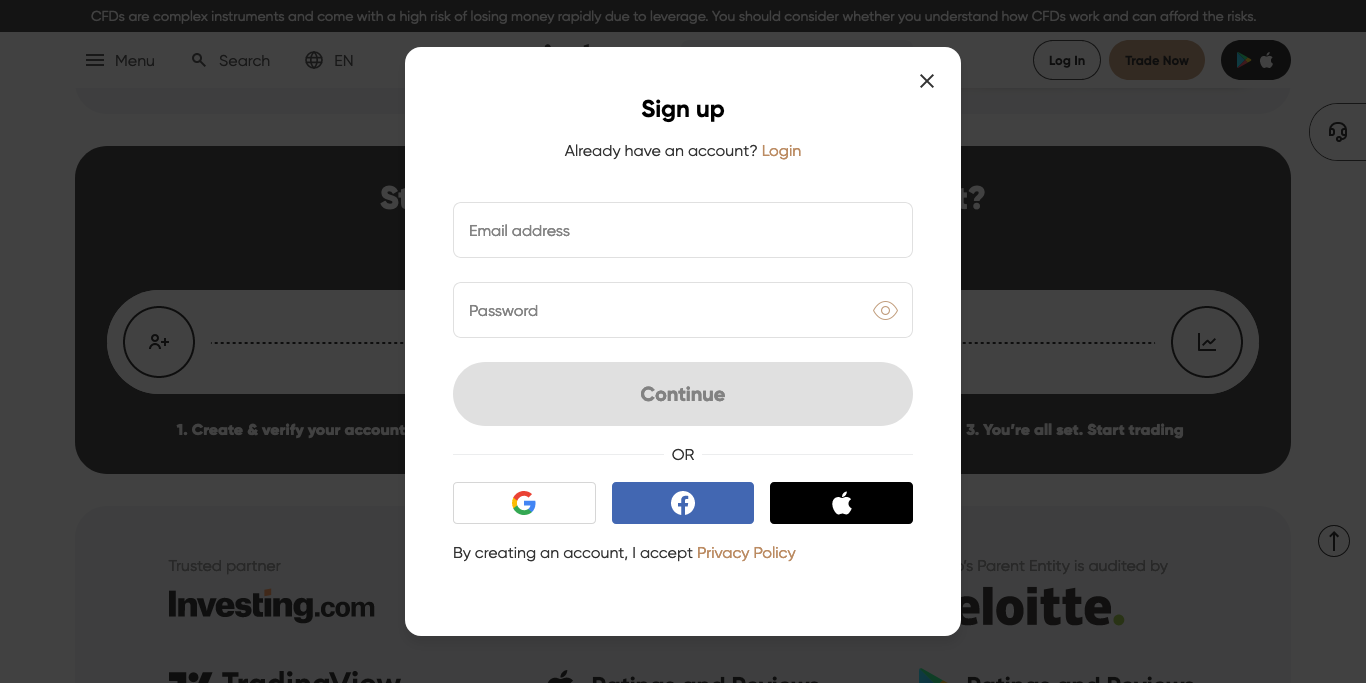 CFDs are complex instruments and come with a high risk of losing money rapidly due to leverage. You should consider whether you understand how CFDs work and can afford the risks.
Menu
Search
EN
Log In
Trade Now
Sign up
Already have an account? Login
Email address
Password
Continue
OR
By creating an account, I accept Privacy Policy
1. Create & verify your account
3. You're all set. Start trading
Trusted partner
Investing.com
's Parent Entity is audited by
eloitte.
TradingView
Ratings and Reviews
Ratings and Reviews